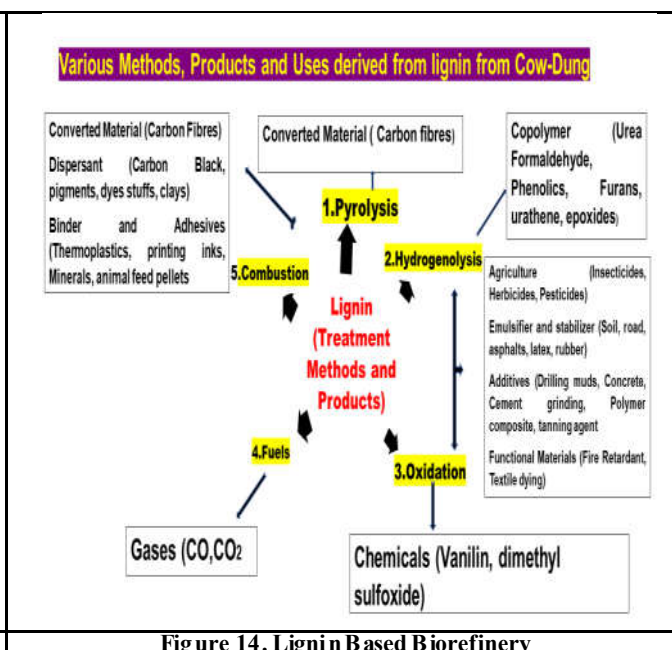 Various Methods, Products and Uses derived from lignin from Cow-Dung
Converted Material (Carbon Fibres)
Dispersant (Carbon Black,
pigments, dyes stuffs, clays)
Binder and Adhesives
(Thermoplastics, printing inks,
Minerals, animal feed pellets
Converted Material ( Carbon fibres)
Copolymer (Urea
Formaldehyde,
Phenolics, Furans,
urathene, epoxides)
1.Pyrolysis
2.Hydrogenolysis
5.Combustion
Lignin
(Treatment
Methods and
Products)
Agriculture (Insecticides,
Herbicides, Pesticides)
Emulsifier and stabilizer (Soil, road,
asphalts, latex, rubber)
Additives (Drilling muds, Concrete,
Cement grinding, Polymer
composite, tanning agent
Functional Materials (Fire Retardant,
Textile dying)
4.Fuels
3.Oxidation
Gases (CO,CO2
Chemicals (Vanilin, dimethyl
sulfoxide)
Figure 14. Lignin Based Biorefinery